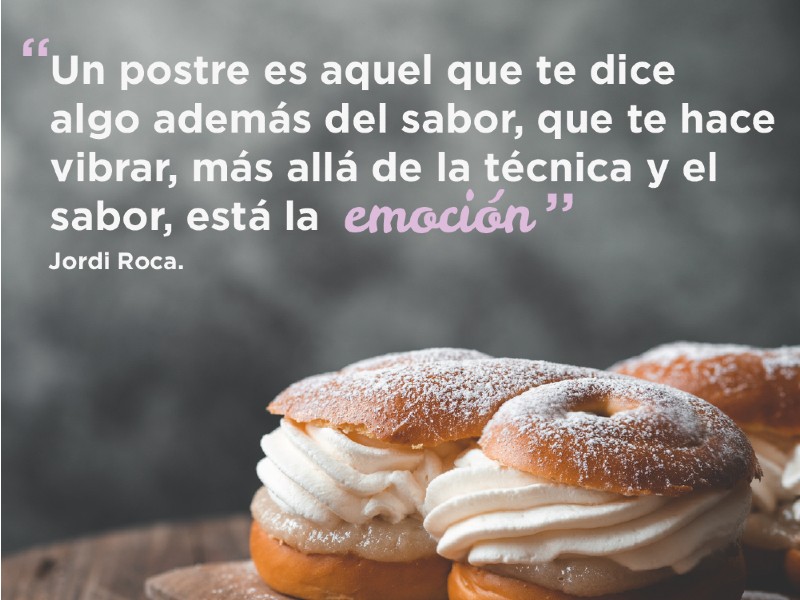 “Un postre es aquel que te dice
algo además del sabor, que te hace
vibrar, más allá de la técnica y el
sabor, está la emoción”
Jordi Roca.